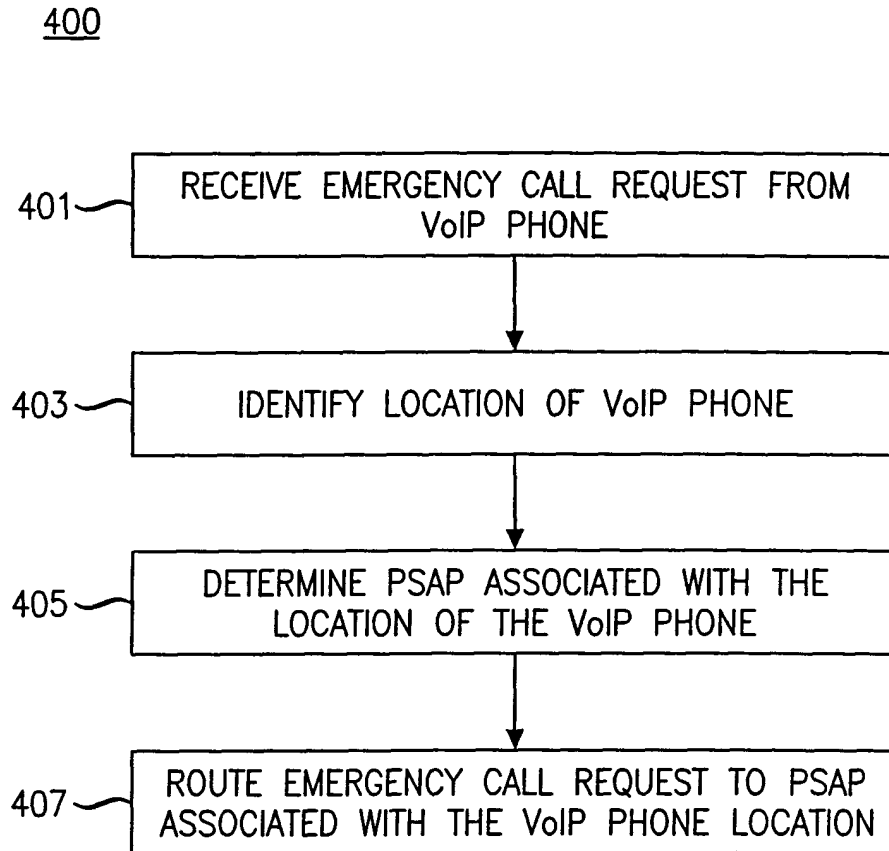 400
401
RECEIVE EMERGENCY CALL REQUEST FROM
VoIP PHONE
403
IDENTIFY LOCATION OF VoIP PHONE
405
DETERMINE PSAP ASSOCIATED WITH THE
LOCATION OF THE VoIP PHONE
407
ROUTE EMERGENCY CALL REQUEST TO PSAP
ASSOCIATED WITH THE VoIP PHONE LOCATION